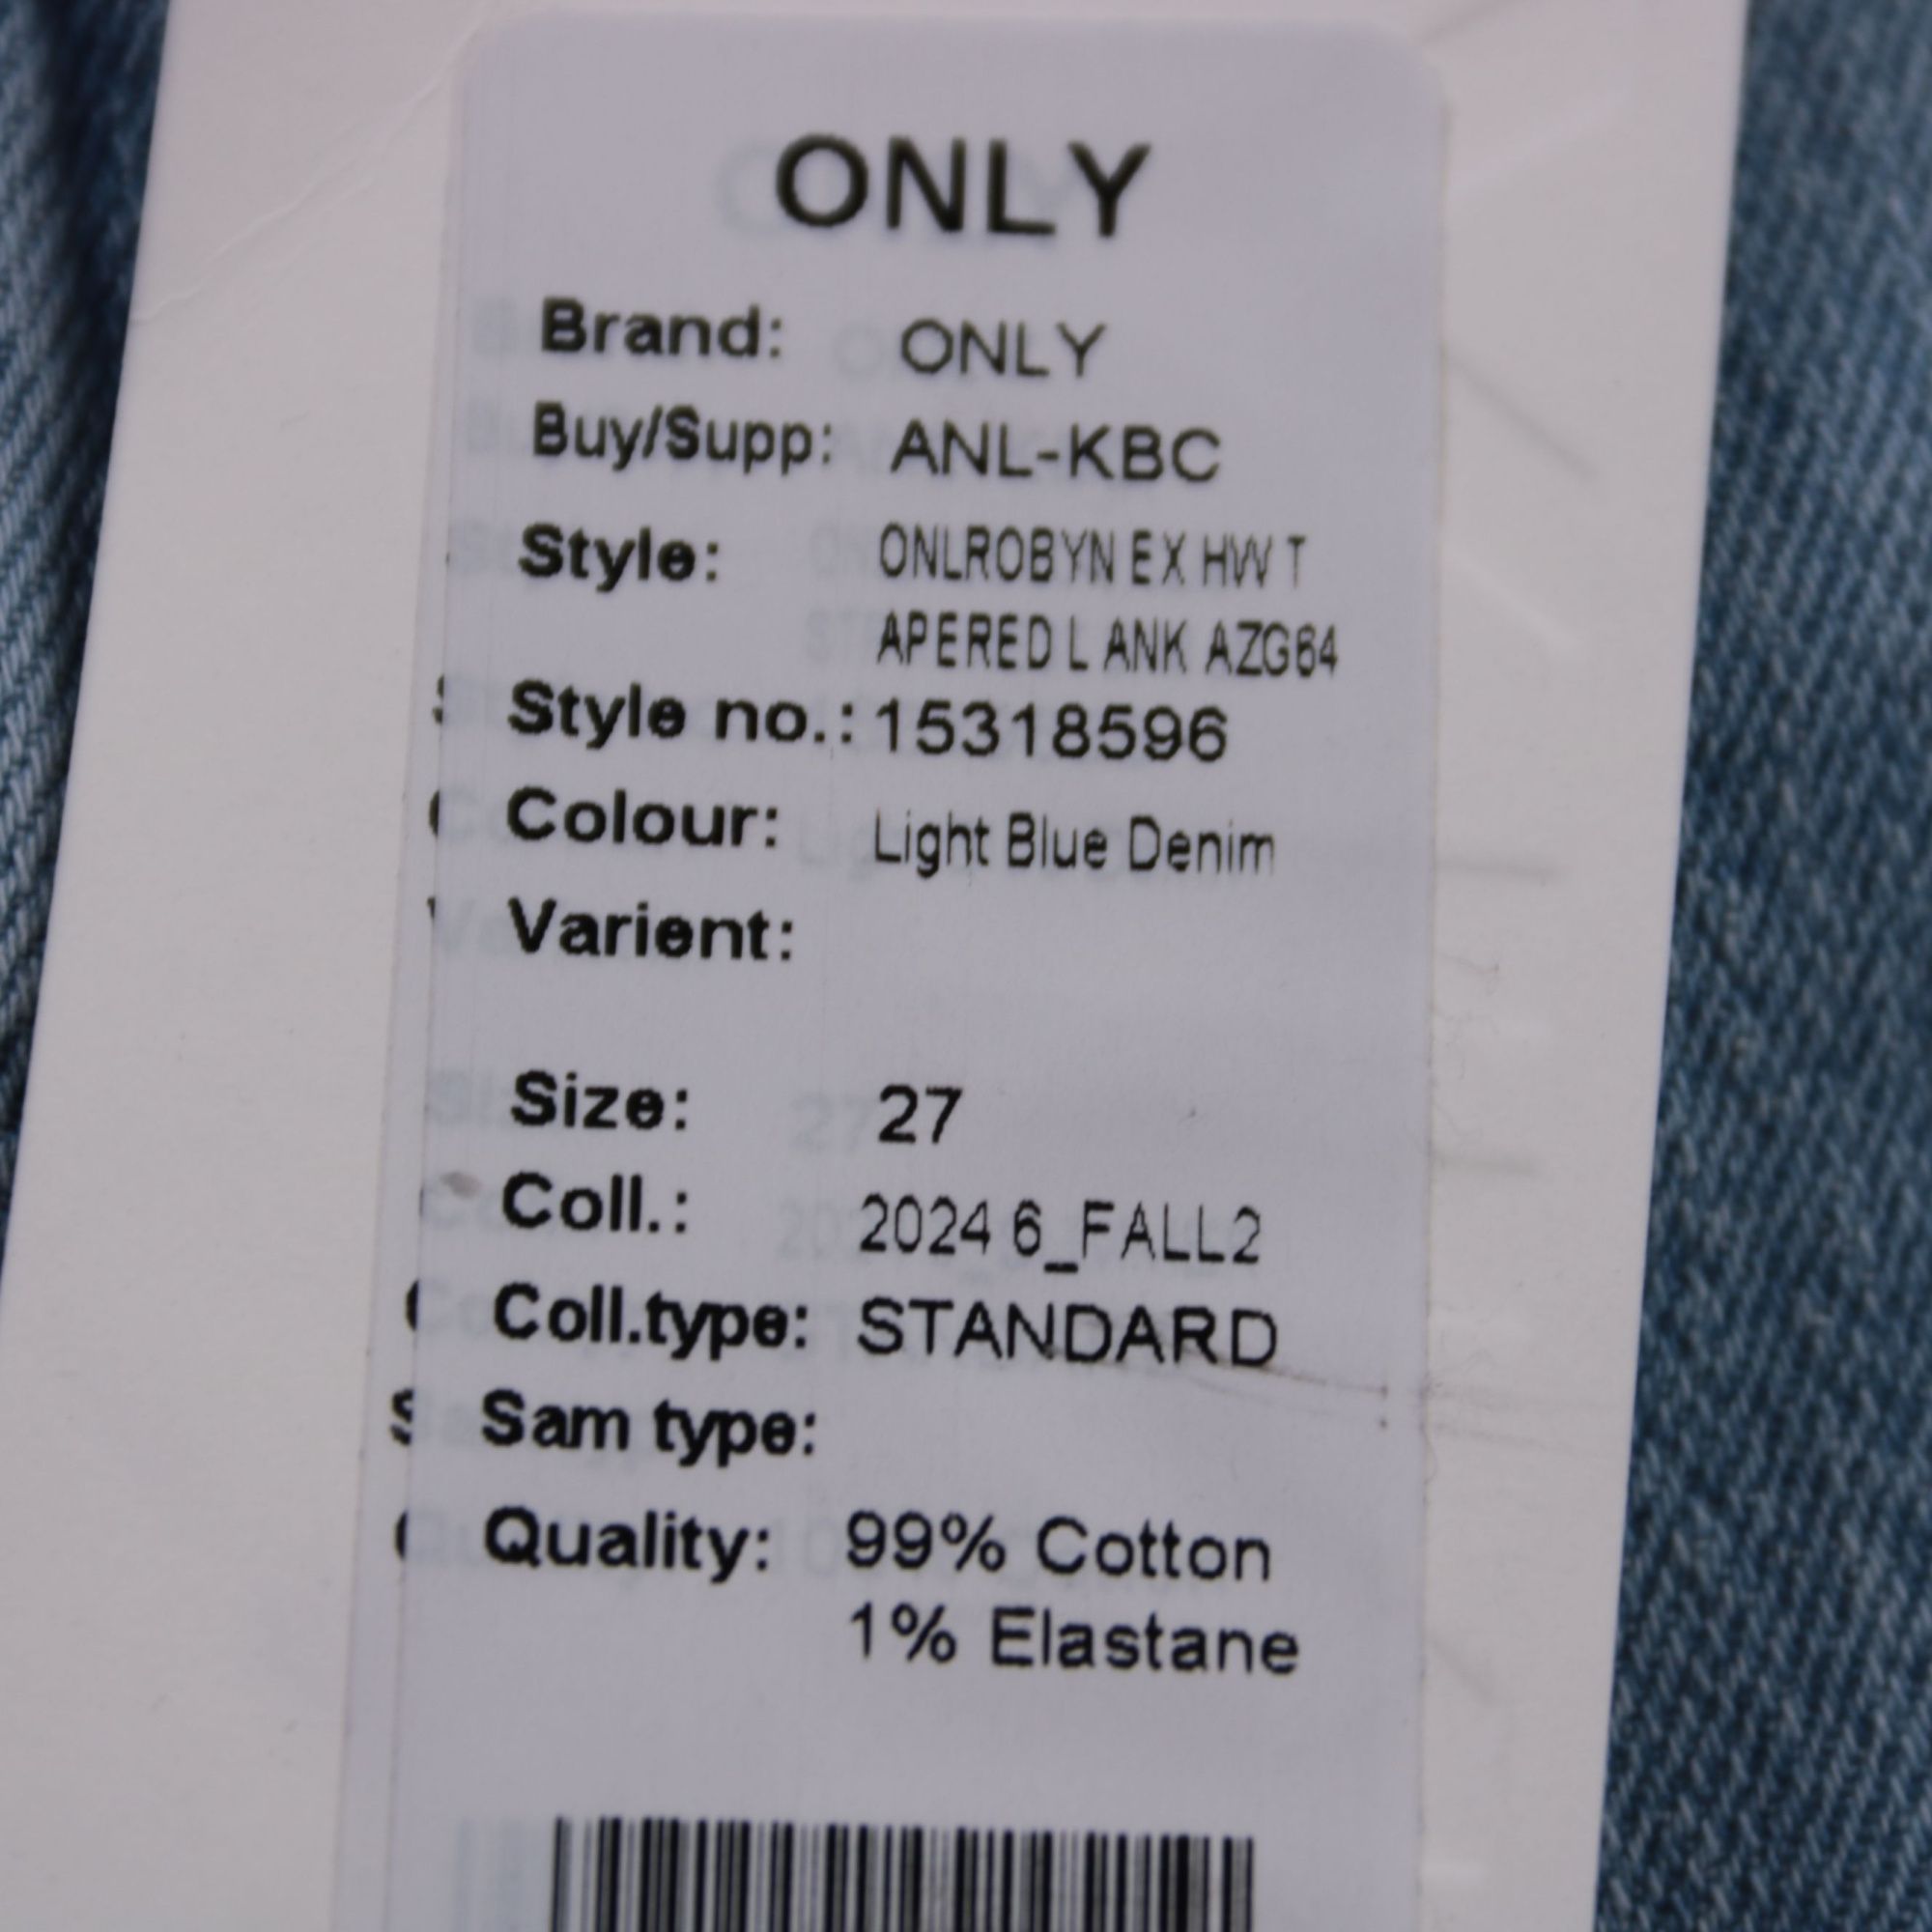 ONLY
Brand: ONLY
Buy/Supp: ANL-KBC
Style: ONLROBYN EX HW T
APERED L ANK AZG64
Style no.: 15318596
Colour: Light Blue Denim
Varient:
Size: 27
Coll.: 2024 6_FALL2
Coll.type: STANDARD
Sam type:
Quality: 99% Cotton
1% Elastane